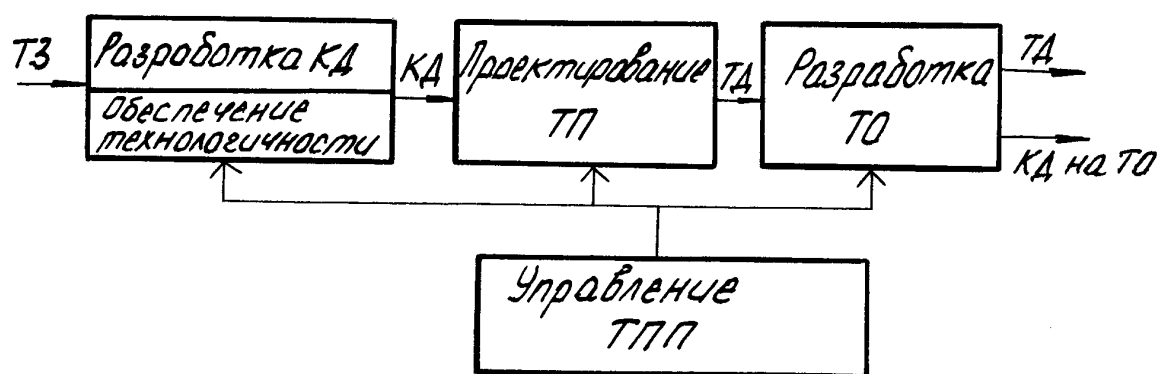 ТЗ
Разработка КД
Обеспечение
технологичности
КД
Проектирование
ТП
ТД
Разработка
ТО
ТД
КД на ТО
Управление
ТПП